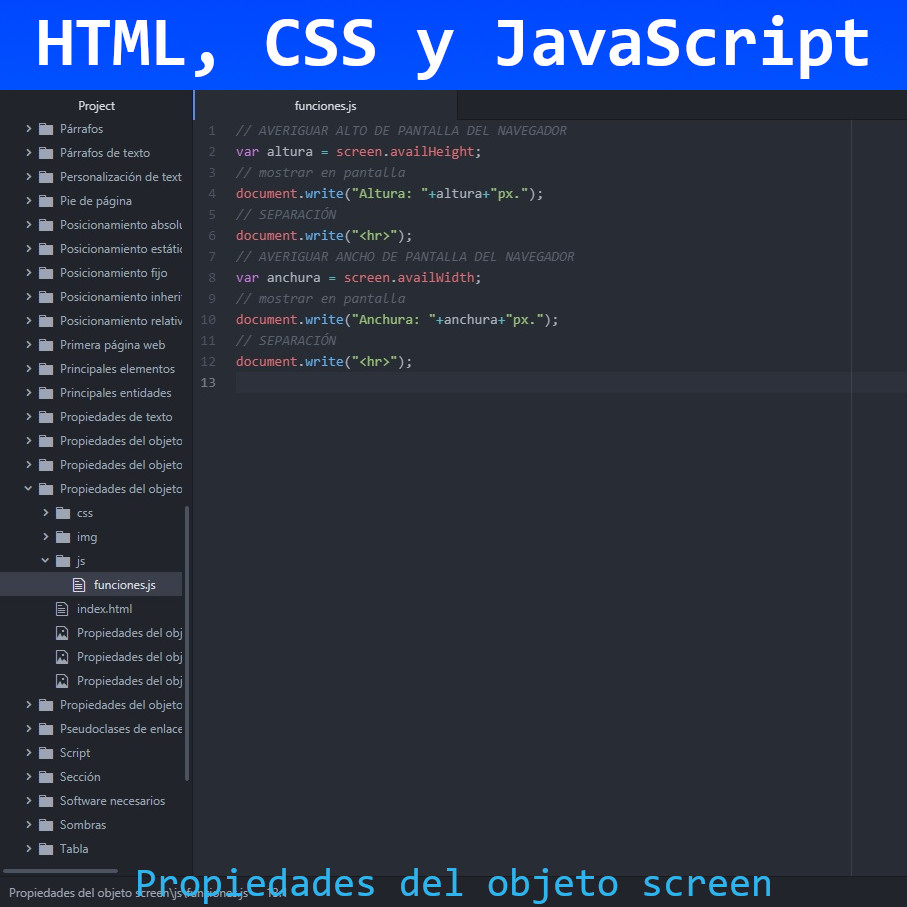 HTML, CSS y JavaScript
Project
Párrafos
Párrafos de texto
Personalización de text
Pie de página
Posicionamiento absolu
Posicionamiento estátic
Posicionamiento fijo
Posicionamiento inheri
Posicionamiento relativ
Primera página web
Principales elementos
Principales entidades
Propiedades de texto
Propiedades del objeto
Propiedades del objeto
Propiedades del objeto
css
img
js
funciones.js
index.html
Propiedades del obj
Propiedades del obj
Propiedades del obj
Propiedades del objeto
Pseudoclases de enlace
Script
Sección
Software necesarios
Sombras
Tabla
funciones.js
1 // AVERIGUAR ALTO DE PANTALLA DEL NAVEGADOR
2 var altura = screen.availHeight;
3 // mostrar en pantalla
4 document.write("Altura: "+altura+"px.");
5 // SEPARACIÓN
6 document.write("<hr>");
7 // AVERIGUAR ANCHO DE PANTALLA DEL NAVEGADOR
8 var anchura = screen.availWidth;
9 // mostrar en pantalla
10 document.write("Anchura: "+anchura+"px.");
11 // SEPARACIÓN
12 document.write("<hr>");
13
Propiedades del objeto screen\js\funciones.js
Propiedades del objeto screen